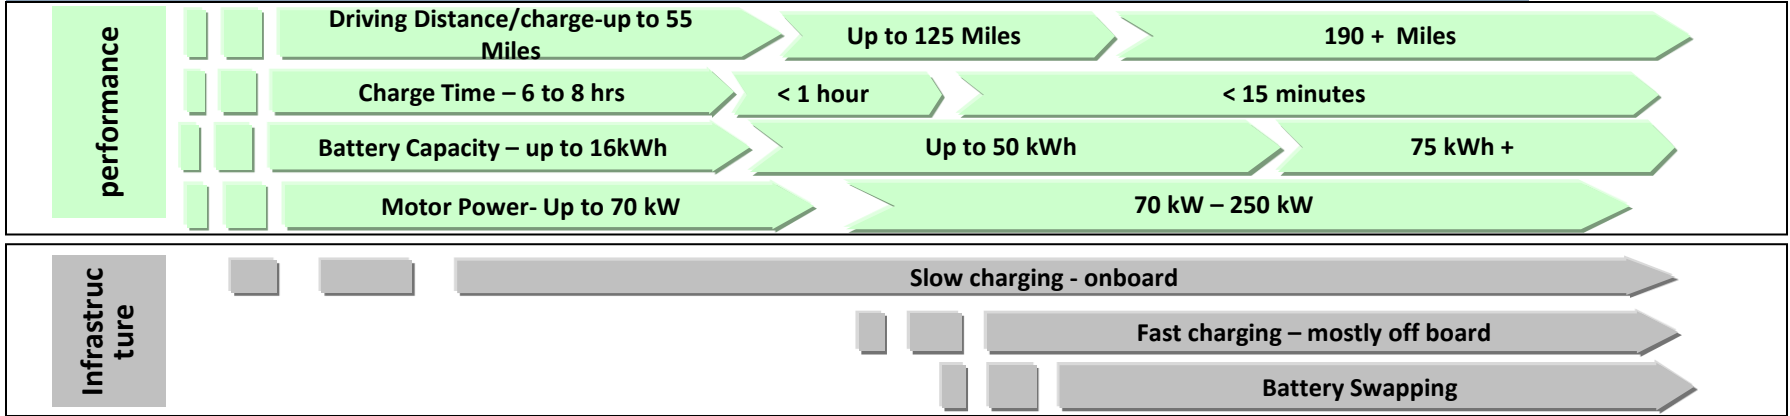 performance
Driving Distance/charge-up to 55
Miles
Up to 125 Miles
190 + Miles
Charge Time – 6 to 8 hrs
< 1 hour
< 15 minutes
Battery Capacity – up to 16kWh
Up to 50 kWh
75 kWh +
Motor Power- Up to 70 kW
70 kW – 250 kW
Infrastruc
ture
Slow charging - onboard
Fast charging – mostly off board
Battery Swapping